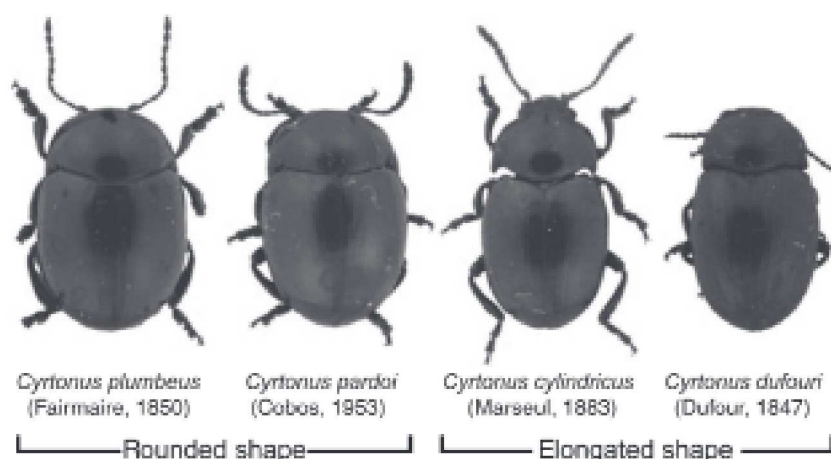 Cyrtonus plumbeus
(Fairmaire, 1850)
Cyrtonus pardoi
(Cobos, 1953)
Cyrtonus cylindricus
(Marseul, 1883)
Cyrtonus dufouri
(Dufour, 1847)
Rounded shape
Elongated shape